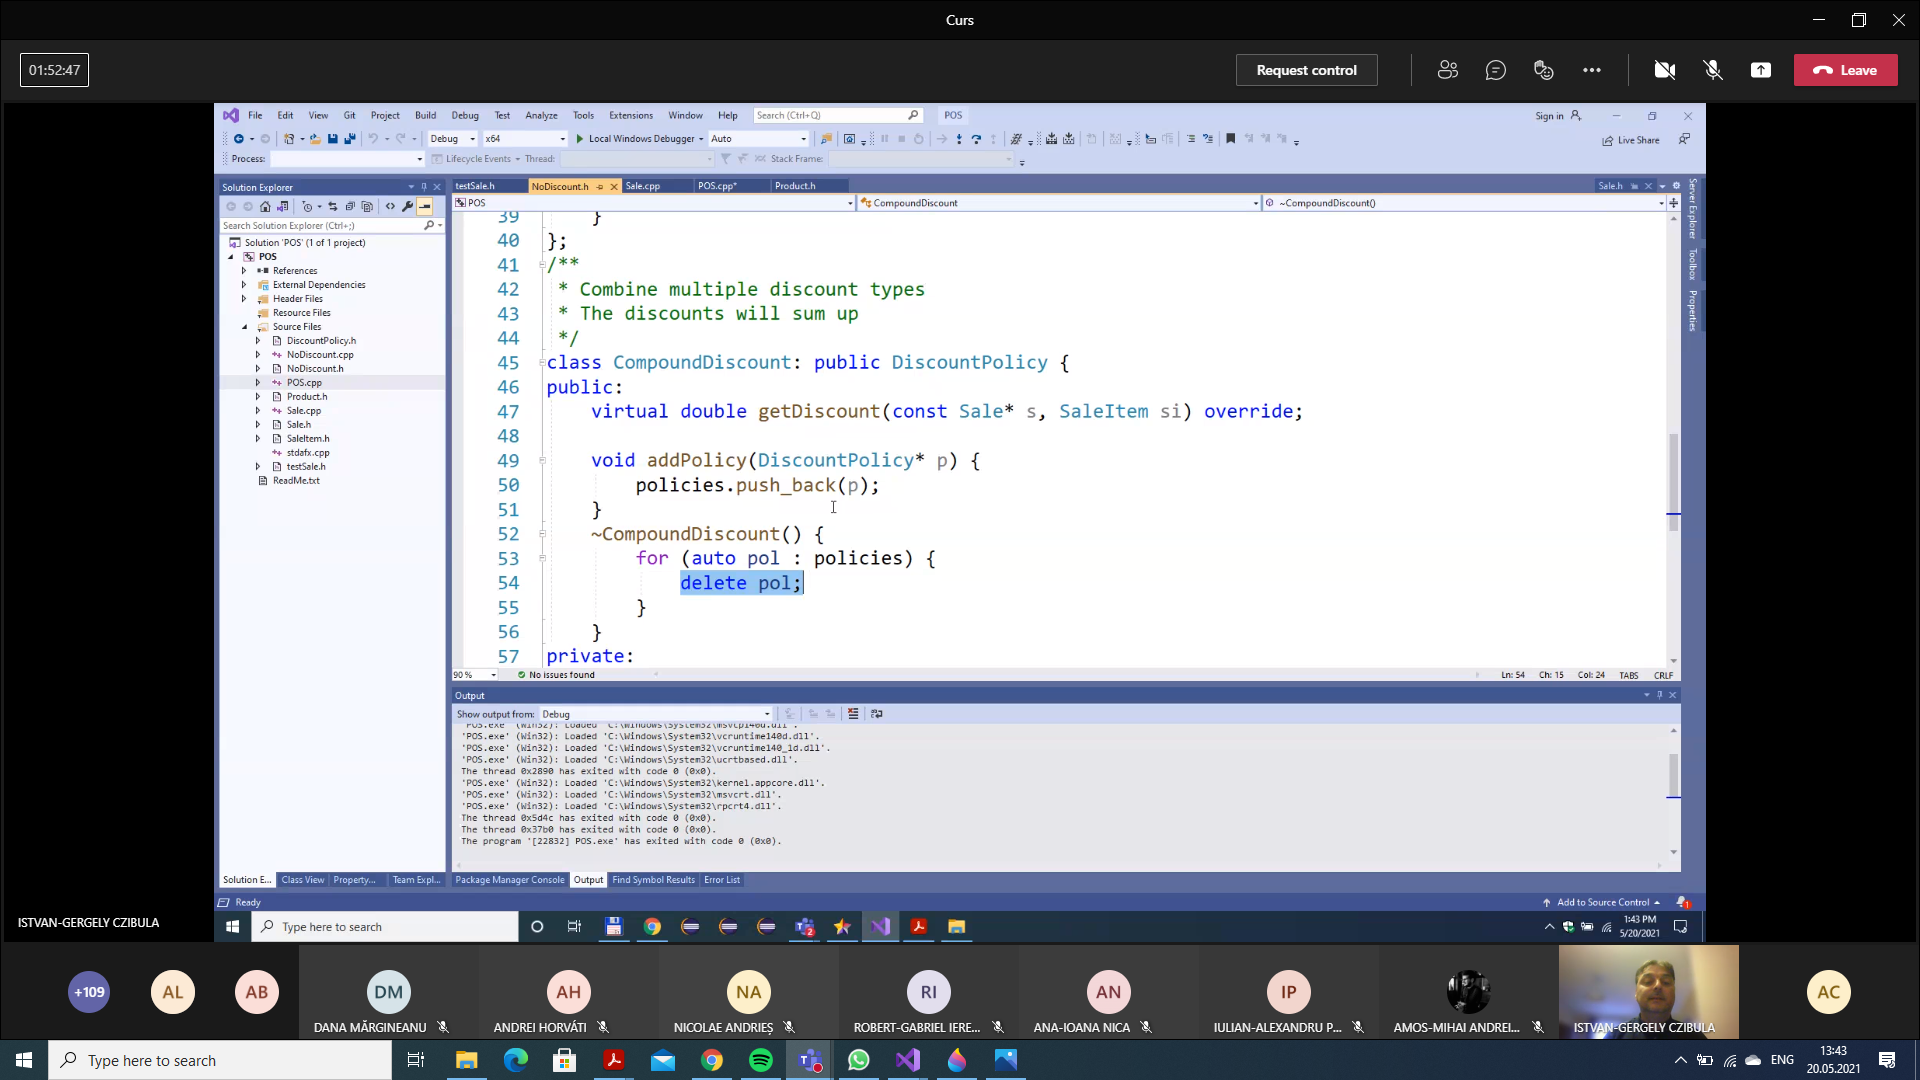 Curs
01:52:47
Request control
Leave
File Edit View Git Project Build Debug Test Analyze Tools Extensions Window Help Search (Ctrl+Q) POS
Sign in
Debug x64 Local Windows Debugger Auto
Live Share
Process: Lifecycle Events Thread: Stack Frame:
Solution Explorer
Search Solution Explorer (Ctrl+;)
Solution 'POS' (1 of 1 project)
POS
References
External Dependencies
Header Files
Resource Files
Source Files
DiscountPolicy.h
NoDiscount.cpp
NoDiscount.h
POS.cpp
Product.h
Sale.cpp
Sale.h
SaleItem.h
stdafx.cpp
testSale.h
ReadMe.txt
Solution E... Class View Property... Team Expl...
testSale.h NoDiscount.h Sale.cpp POS.cpp* Product.h Sale.h
POS CompoundDiscount ~CompoundDiscount()
39 }
40 };
41 /**
42 * Combine multiple discount types
43 * The discounts will sum up
44 */
45 class CompoundDiscount: public DiscountPolicy {
46 public:
47 virtual double getDiscount(const Sale* s, SaleItem si) override;
48
49 void addPolicy(DiscountPolicy* p) {
50 policies.push_back(p);
51 }
52 ~CompoundDiscount() {
53 for (auto pol : policies) {
54 delete pol;
55 }
56 }
57 private:
90 % No issues found Ln: 54 Ch: 15 Col: 24 TABS CRLF
Server Explorer
Toolbox
Properties
Output
Show output from: Debug
'POS.exe' (Win32): Loaded 'C:\Windows\System32\msvcp140d.dll'.
'POS.exe' (Win32): Loaded 'C:\Windows\System32\vcruntime140d.dll'.
'POS.exe' (Win32): Loaded 'C:\Windows\System32\vcruntime140_1d.dll'.
'POS.exe' (Win32): Loaded 'C:\Windows\System32\ucrtbased.dll'.
The thread 0x2890 has exited with code 0 (0x0).
'POS.exe' (Win32): Loaded 'C:\Windows\System32\kernel.appcore.dll'.
'POS.exe' (Win32): Loaded 'C:\Windows\System32\msvcrt.dll'.
'POS.exe' (Win32): Loaded 'C:\Windows\System32\rpcrt4.dll'.
The thread 0x5d4c has exited with code 0 (0x0).
The thread 0x37b0 has exited with code 0 (0x0).
The program '[22832] POS.exe' has exited with code 0 (0x0).
Package Manager Console Output Find Symbol Results Error List
Ready
Add to Source Control 1
ISTVAN-GERGELY CZIBULA
Type here to search
2
1:43 PM
5/20/2021
+109 AL AB DM AH NA RI AN IP AC
DANA MĂRGINEANU ANDREI HORVÁTI NICOLAE ANDRIEȘ ROBERT-GABRIEL IERE... ANA-IOANA NICA IULIAN-ALEXANDRU P... AMOS-MIHAI ANDREI... ISTVAN-GERGELY CZIBULA
Type here to search
ENG
13:43
20.05.2021